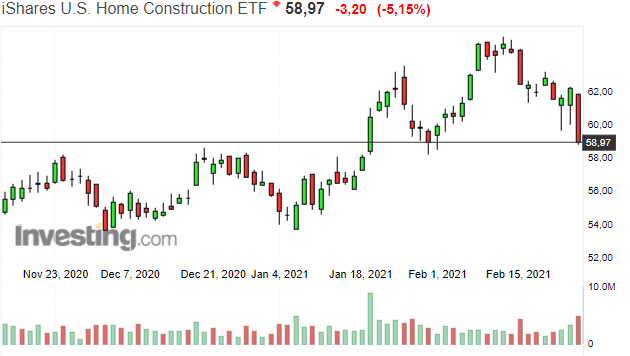 iShares U.S. Home Construction ETF 58,97 -3,20 (-5,15%)
62,00
60,00
58,97
58,00
56,00
54,00
Investing.com
52,00
Nov 23, 2020 Dec 7, 2020 Dec 21, 2020 Jan 4, 2021 Jan 18, 2021 Feb 1, 2021 Feb 15, 2021
10.0M
0